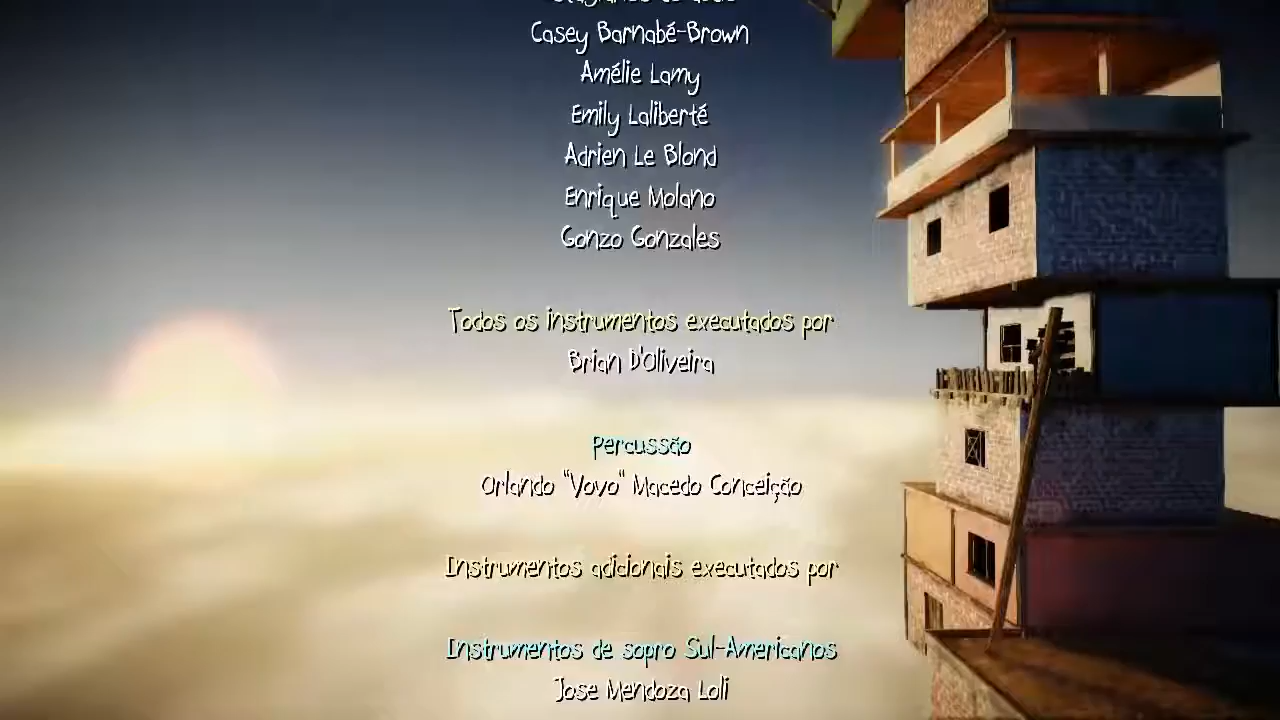 Casey Barnabé-Brown
Amélie Lamy
Emily Laliberté
Adrien Le Blond
Enrique Molano
Gonzo Gonzales
Todos os instrumentos executados por
Brian D'Oliveira
Percussão
Orlando "Vovo" Macedo Conceição
Instrumentos adicionais executados por
Instrumentos de sopro Sul-Americanos
Jose Mendoza Loli